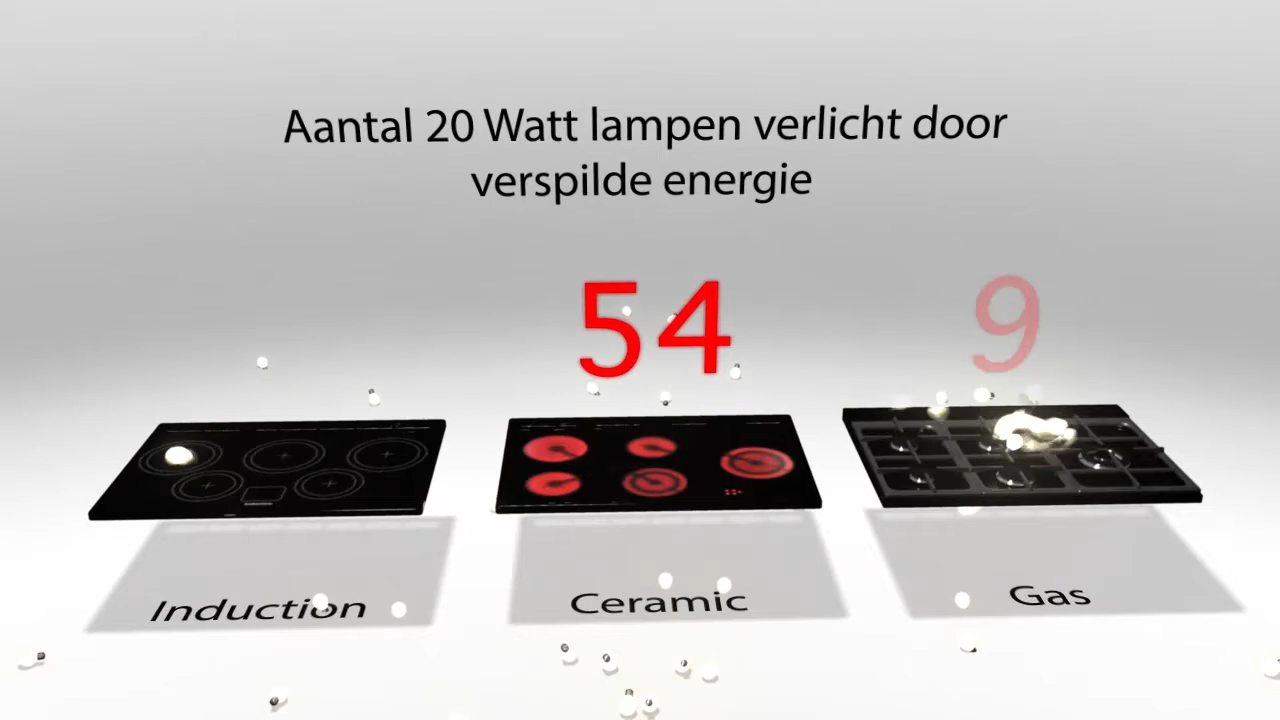 Aantal 20 Watt lampen verlicht door
verspilde energie
54
9
Induction
Ceramic
Gas